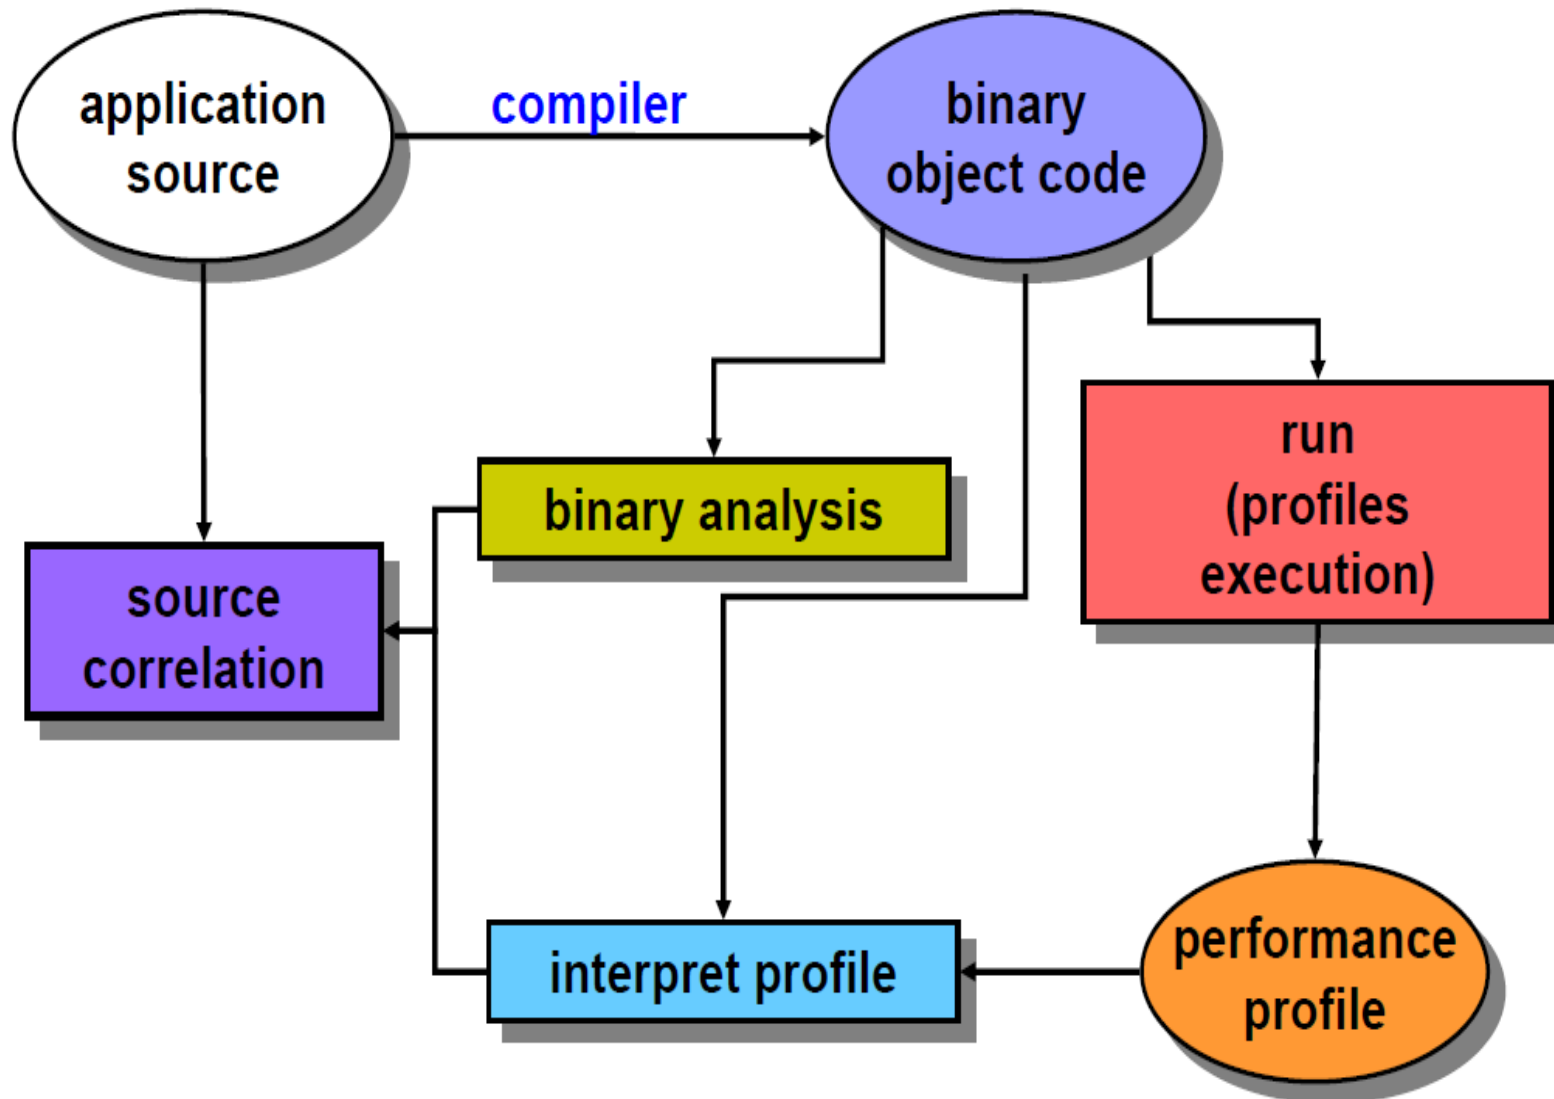 application
source
compiler
binary
object code
run
(profiles
execution)
binary analysis
source
correlation
interpret profile
performance
profile